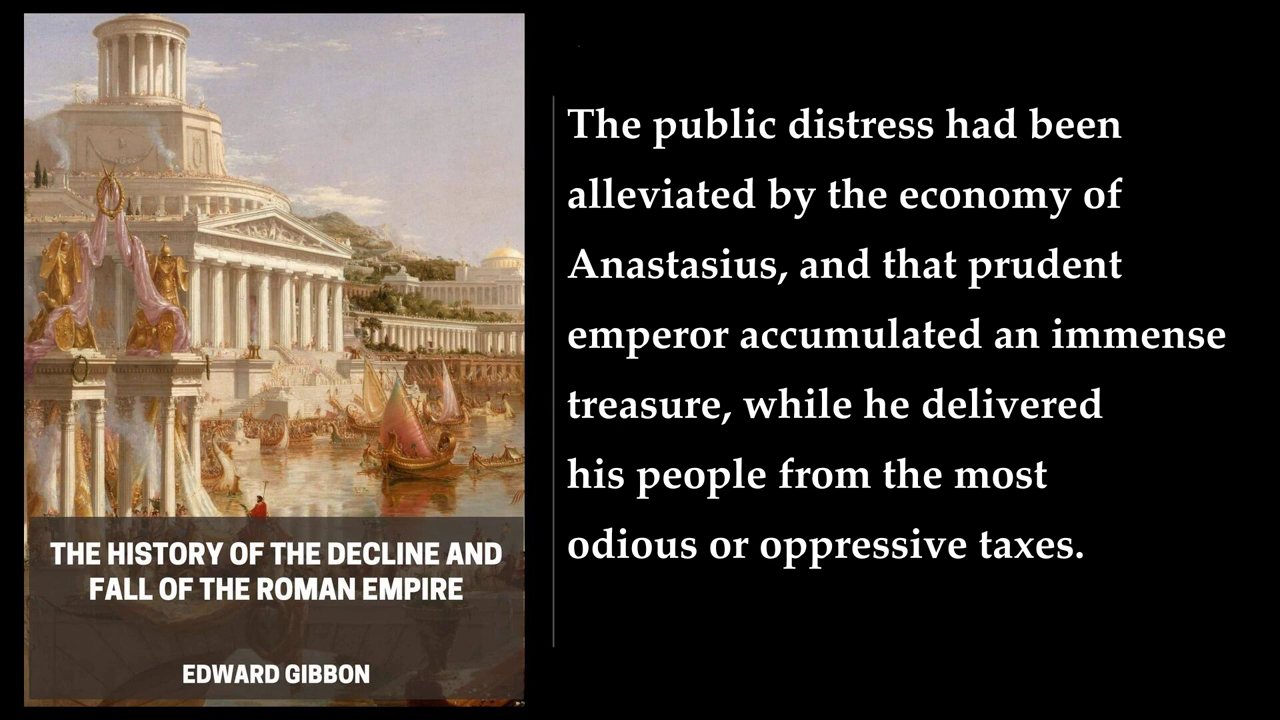 The public distress had been
alleviated by the economy of
Anastasius, and that prudent
emperor accumulated an immense
treasure, while he delivered
his people from the most
odious or oppressive taxes.
THE HISTORY OF THE DECLINE AND
FALL OF THE ROMAN EMPIRE
EDWARD GIBBON